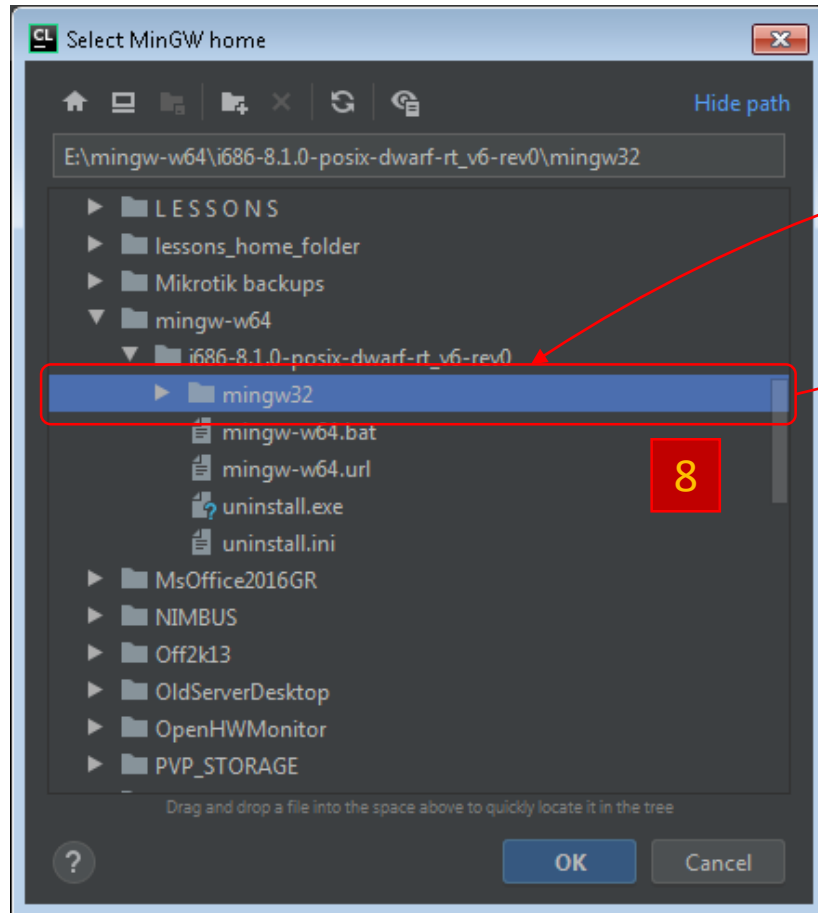 CL Select MinGW home
Hide path
E:\mingw-w64\i686-8.1.0-posix-dwarf-rt_v6-rev0\mingw32
L E S S O N S
lessons_home_folder
Mikrotik backups
mingw-w64
i686-8.1.0-posix-dwarf-rt_v6-rev0
mingw32
mingw-w64.bat
mingw-w64.url
8
uninstall.exe
uninstall.ini
MsOffice2016GR
NIMBUS
Off2k13
OldServerDesktop
OpenHWMonitor
PVP_STORAGE
Drag and drop a file into the space above to quickly locate it in the tree
? OK Cancel